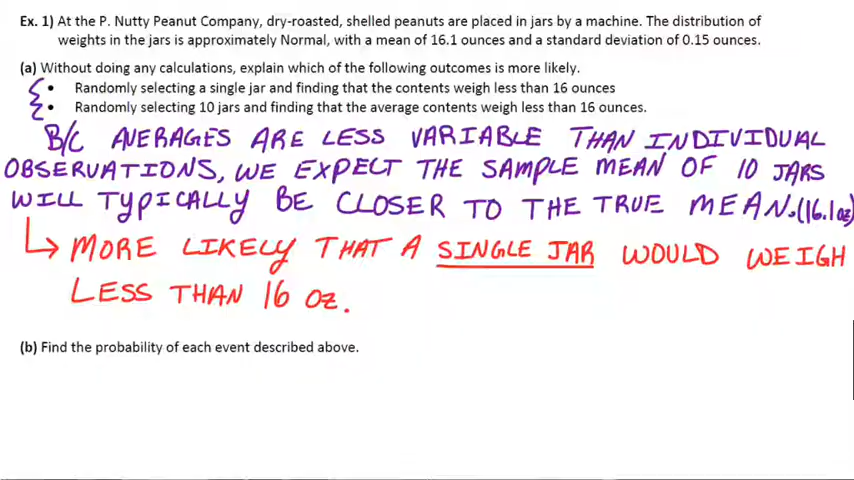 Ex. 1) At the P. Nutty Peanut Company, dry-roasted, shelled peanuts are placed in jars by a machine. The distribution of
weights in the jars is approximately Normal, with a mean of 16.1 ounces and a standard deviation of 0.15 ounces.
(a) Without doing any calculations, explain which of the following outcomes is more likely.
• Randomly selecting a single jar and finding that the contents weigh less than 16 ounces
• Randomly selecting 10 jars and finding that the average contents weigh less than 16 ounces.
B/C AVERAGES ARE LESS VARIABLE THAN INDIVIDUAL
OBSERVATIONS, WE EXPECT THE SAMPLE MEAN OF 10 JARS
WILL TYPICALLY BE CLOSER TO THE TRUE MEAN. (16.1oz)
MORE LIKELY THAT A SINGLE JAR WOULD WEIGH
LESS THAN 16 OZ.
(b) Find the probability of each event described above.